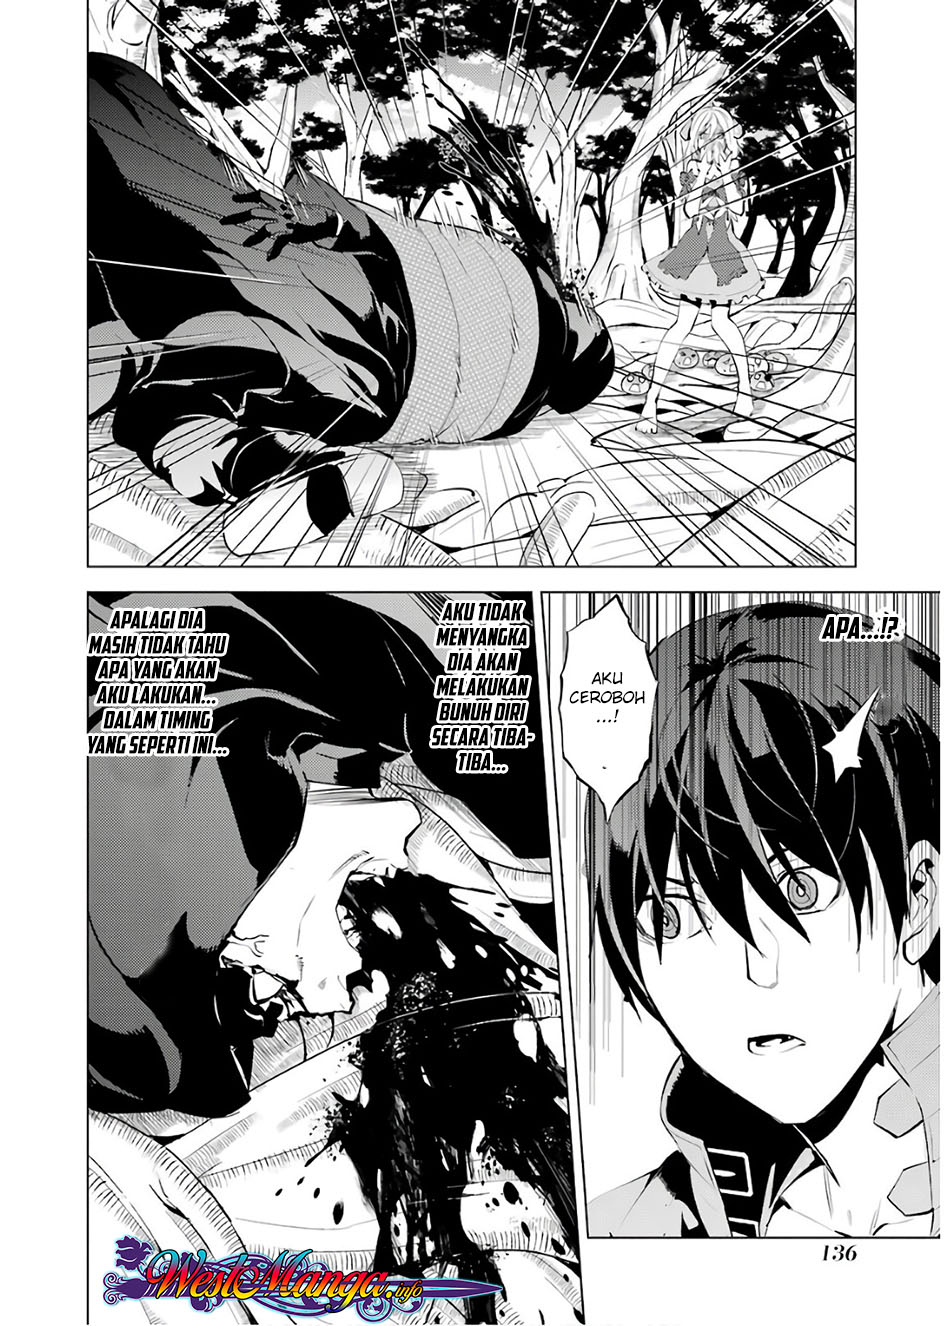 APA...!?
AKU
CEROBOH
...!
AKU TIDAK
MENYANGKA
DIA AKAN
MELAKUKAN
BUNUH DIRI
SECARA TIBA-
TIBA...
APALAGI DIA
MASIH TIDAK TAHU
APA YANG AKAN
AKU LAKUKAN...
DALAM TIMING
YANG SEPERTI INI...
136
WestManga.info